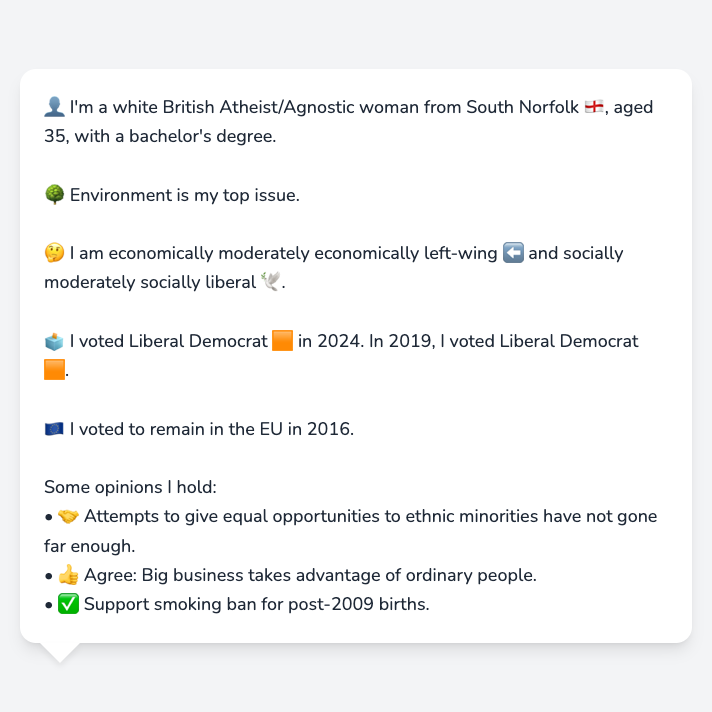 👤 I'm a white British Atheist/Agnostic woman from South Norfolk 🏴󠁧󠁢󠁥󠁮󠁧󠁿, aged
35, with a bachelor's degree.
🌳 Environment is my top issue.
🤔 I am economically moderately economically left-wing ⬅️ and socially
moderately socially liberal 🕊️.
🗳️ I voted Liberal Democrat 🟧 in 2024. In 2019, I voted Liberal Democrat
🟧.
🇪🇺 I voted to remain in the EU in 2016.
Some opinions I hold:
• 🤝 Attempts to give equal opportunities to ethnic minorities have not gone
far enough.
• 👍 Agree: Big business takes advantage of ordinary people.
• ✅ Support smoking ban for post-2009 births.